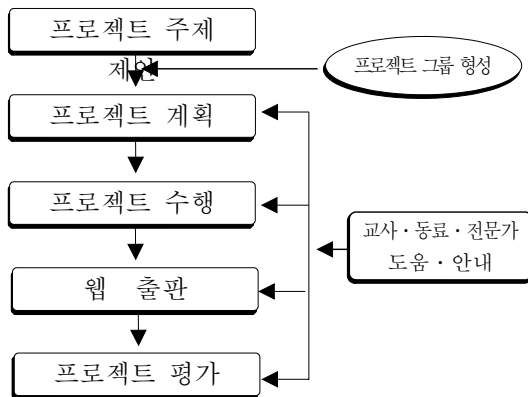 프로젝트 주제
제안
프로젝트 그룹 형성
프로젝트 계획
프로젝트 수행
교사·동료·전문가
도움·안내
웹 출판
프로젝트 평가